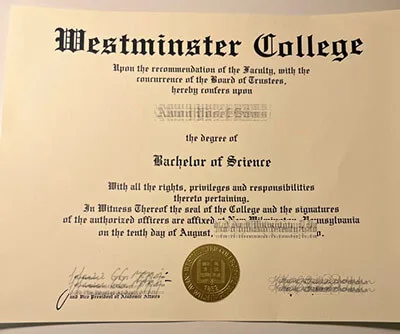 Westminster College
Upon the recommendation of the Faculty, with the
concurrence of the Board of Trustees,
hereby confers upon
the degree of
Bachelor of Science
With all the rights, privileges and responsibilities
thereto pertaining.
In Witness Thereof the seal of the College and the signatures
of the authorized officers are affixed at New Wilmington, Pennsylvania
on the tenth day of August,
and Vice President of Academic Affairs